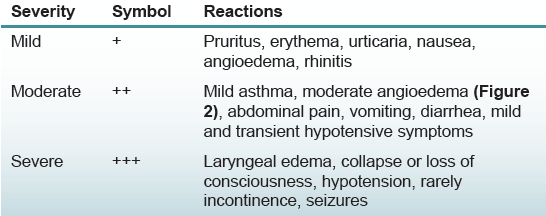 Severity Symbol Reactions
Mild + Pruritus, erythema, urticaria, nausea,
angioedema, rhinitis
Moderate ++ Mild asthma, moderate angioedema (Figure
2), abdominal pain, vomiting, diarrhea, mild
and transient hypotensive symptoms
Severe +++ Laryngeal edema, collapse or loss of
consciousness, hypotension, rarely
incontinence, seizures